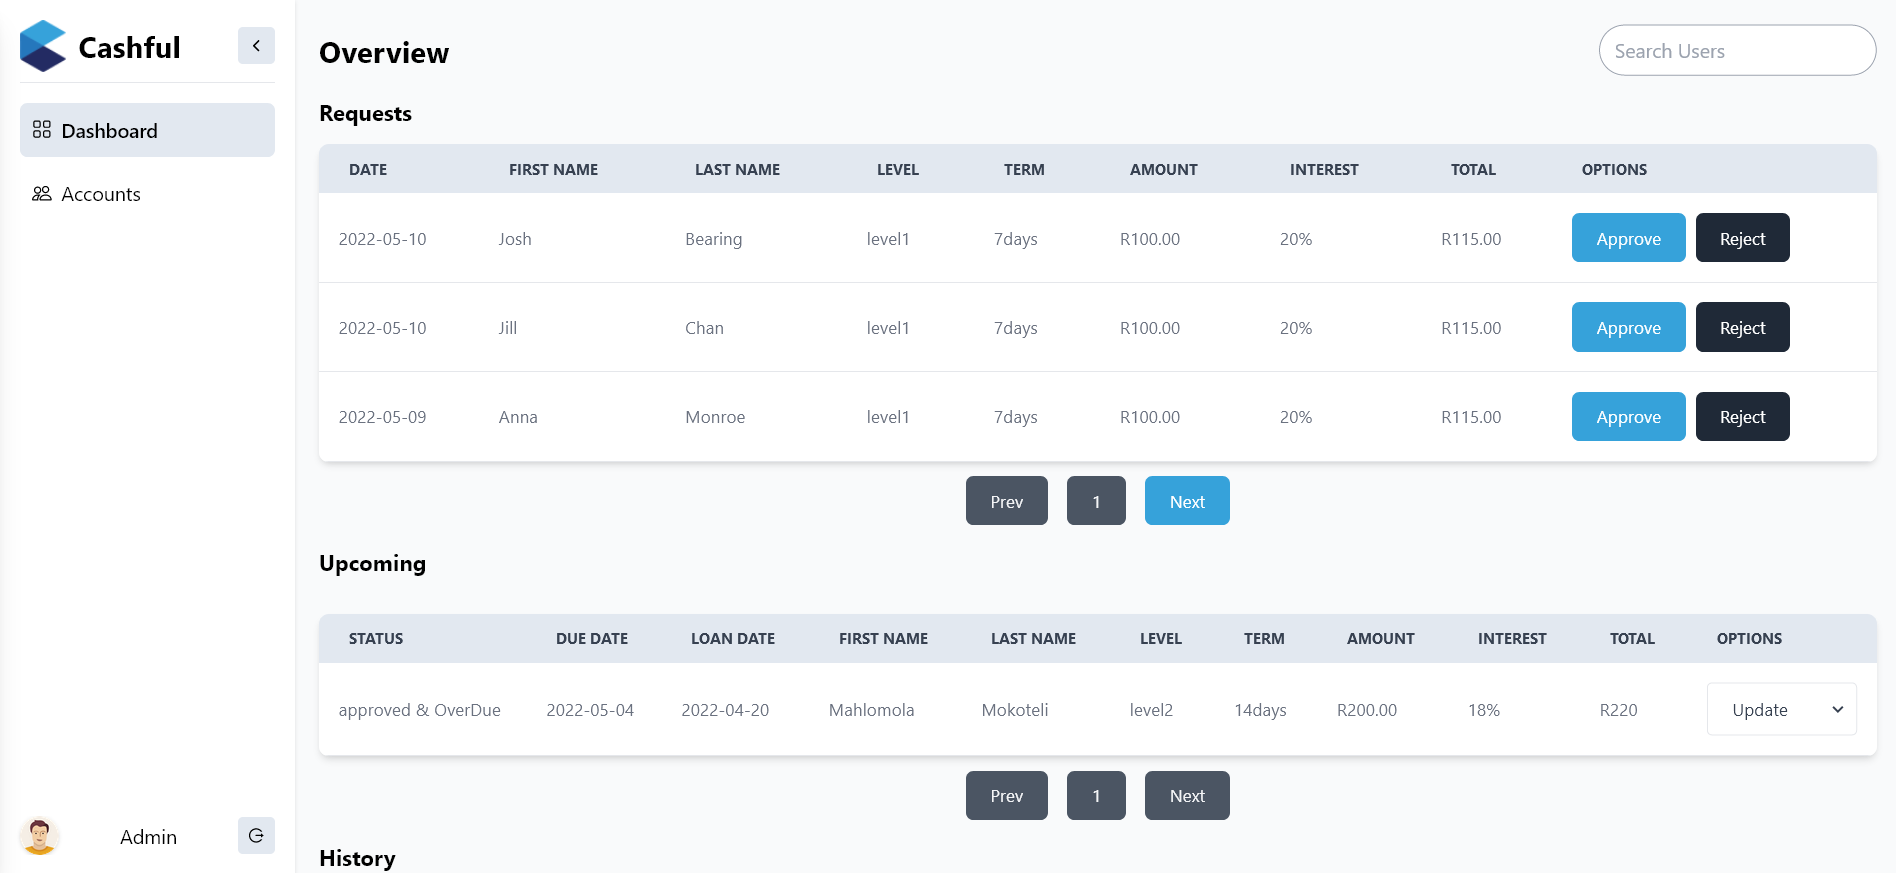 Cashful
Dashboard
Accounts
Admin
Overview
Search Users
Requests
DATE FIRST NAME LAST NAME LEVEL TERM AMOUNT INTEREST TOTAL OPTIONS
2022-05-10 Josh Bearing level1 7days R100.00 20% R115.00 Approve Reject
2022-05-10 Jill Chan level1 7days R100.00 20% R115.00 Approve Reject
2022-05-09 Anna Monroe level1 7days R100.00 20% R115.00 Approve Reject
Prev 1 Next
Upcoming
STATUS DUE DATE LOAN DATE FIRST NAME LAST NAME LEVEL TERM AMOUNT INTEREST TOTAL OPTIONS
approved & OverDue 2022-05-04 2022-04-20 Mahlomola Mokoteli level2 14days R200.00 18% R220 Update
Prev 1 Next
History